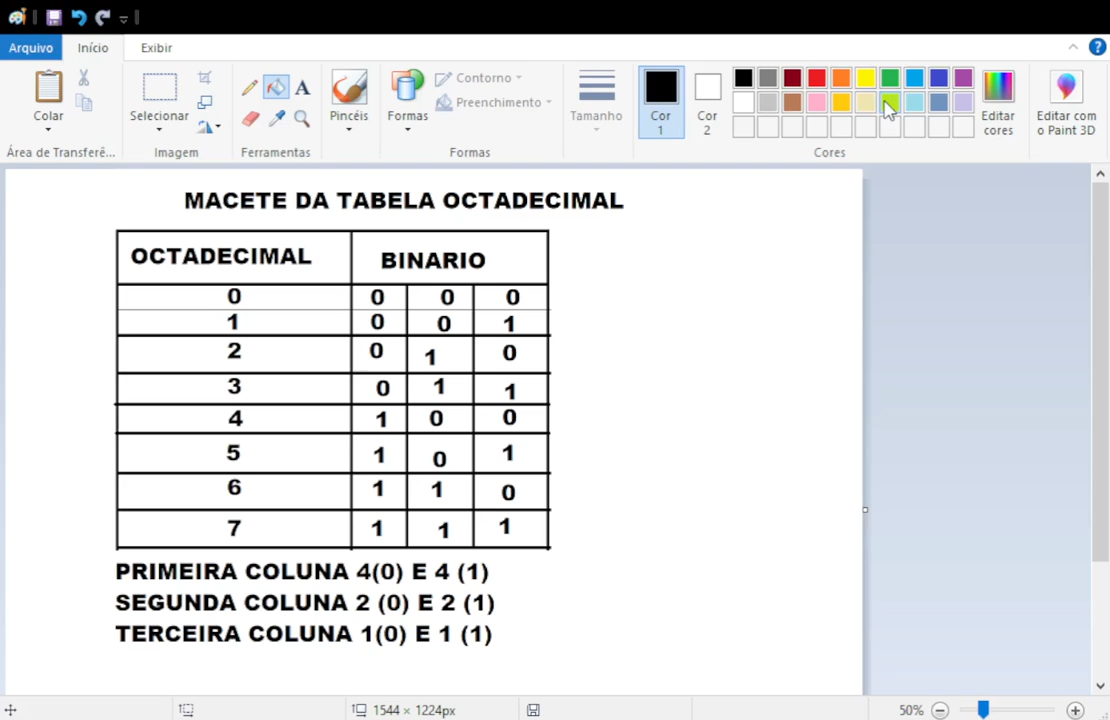 Arquivo Início Exibir
Colar Selecionar Pincéis Formas Contorno Preenchimento Tamanho Cor 1 Cor 2 Editar cores Editar com o Paint 3D
Área de Transferê... Imagem Ferramentas Formas Cores
MACETE DA TABELA OCTADECIMAL
OCTADECIMAL BINARIO
0 0 0 0
1 0 0 1
2 0 1 0
3 0 1 1
4 1 0 0
5 1 0 1
6 1 1 0
7 1 1 1
PRIMEIRA COLUNA 4(0) E 4 (1)
SEGUNDA COLUNA 2 (0) E 2 (1)
TERCEIRA COLUNA 1(0) E 1 (1)
1544 × 1224px 50%